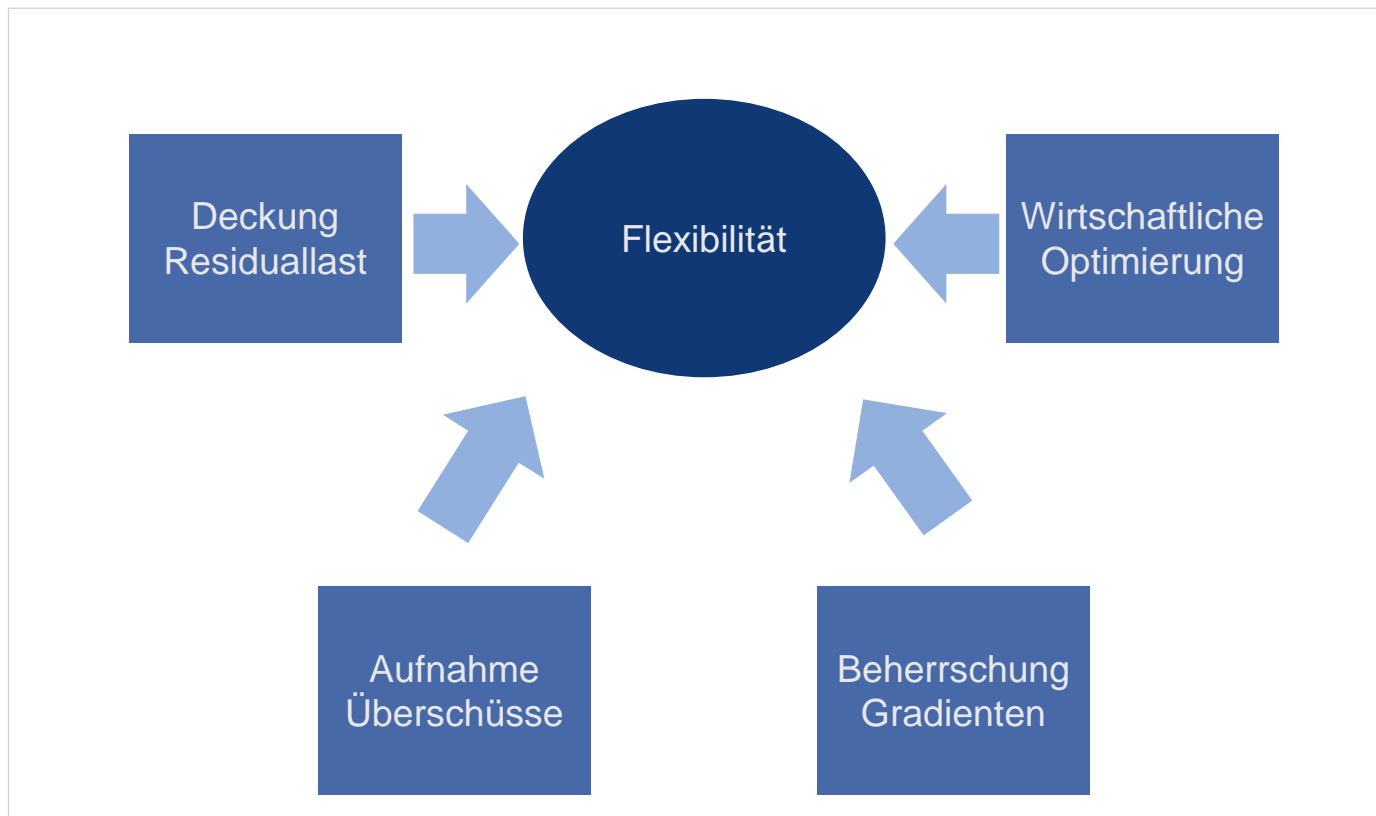 Deckung
Residuallast
Flexibilität
Wirtschaftliche
Optimierung
Aufnahme
Überschüsse
Beherrschung
Gradienten